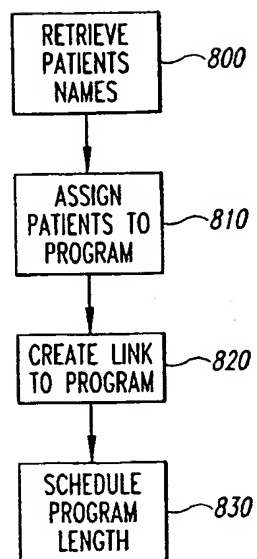 RETRIEVE
PATIENTS
NAMES
800
ASSIGN
PATIENTS TO
PROGRAM
810
CREATE LINK
TO PROGRAM
820
SCHEDULE
PROGRAM
LENGTH
830